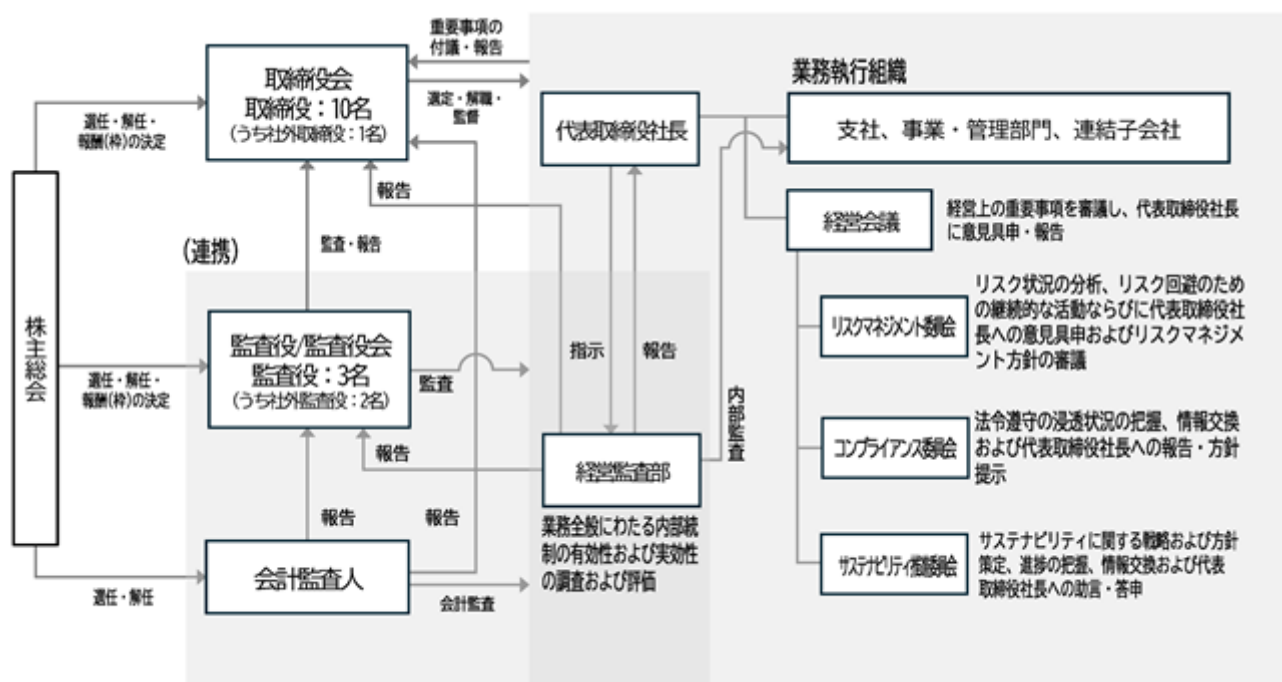 重要事項の
付議・報告
取締役会
取締役：10名
(うち社外取締役：1名)
選定・解職・
監督
選任・解任・
報酬(枠)の決定
業務執行組織
代表取締役社長
支社、事業・管理部門、連結子会社
報告
経営会議
経営上の重要事項を審議し、代表取締役社長
に意見具申・報告
監査・報告
(連携)
株主総会
監査役/監査役会
監査役：3名
(うち社外監査役：2名)
選任・解任・
報酬(枠)の決定
監査
指示
報告
内部監査
リスクマネジメント委員会
リスク状況の分析、リスク回避のため
の継続的な活動ならびに代表取締役社
長への意見具申およびリスクマネジメ
ント方針の審議
報告
経営監査部
業務全般にわたる内部統
制の有効性および実効性
の調査および評価
コンプライアンス委員会
法令遵守の浸透状況の把握、情報交換
および代表取締役社長への報告・方針
提示
報告
報告
会計監査人
選任・解任
会計監査
サステナビリティ推進委員会
サステナビリティに関する戦略および方針
策定、進捗の把握、情報交換および代表
取締役社長への助言・答申